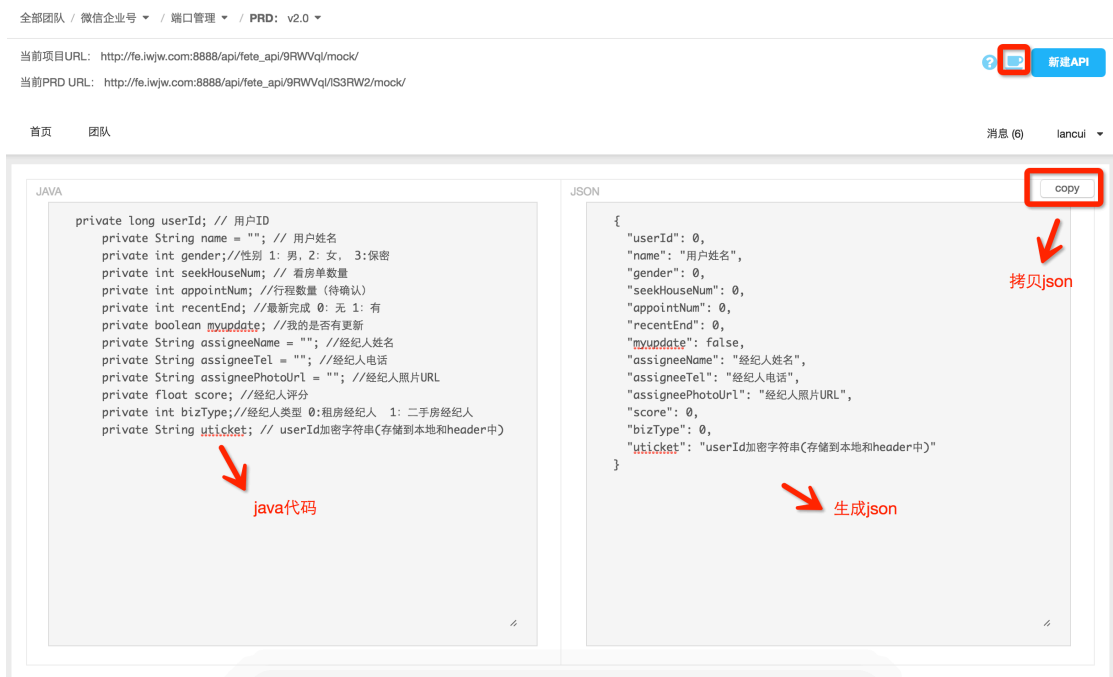 全部团队 / 微信企业号 / 端口管理 / PRD： v2.0
当前项目URL： http://fe.iwjw.com:8888/api/fete_api/9RWVql/mock/
当前PRD URL： http://fe.iwjw.com:8888/api/fete_api/9RWVql/lS3RW2/mock/
? 新建API
首页 团队 消息 (6) lancui
JAVA
private long userId; // 用户ID
private String name = ""; // 用户姓名
private int gender;//性别 1: 男，2: 女， 3:保密
private int seekHouseNum; // 看房单数量
private int appointNum; //行程数量（待确认）
private int recentEnd; //最新完成 0: 无 1: 有
private boolean myupdate; //我的是否有更新
private String assigneeName = ""; //经纪人姓名
private String assigneeTel = ""; //经纪人电话
private String assigneePhotoUrl = ""; //经纪人照片URL
private float score; //经纪人评分
private int bizType;//经纪人类型 0:租房经纪人 1: 二手房经纪人
private String uticket; // userId加密字符串(存储到本地和header中)
java代码
JSON
copy
{
"userId": 0,
"name": "用户姓名",
"gender": 0,
"seekHouseNum": 0,
"appointNum": 0,
"recentEnd": 0,
"myupdate": false,
"assigneeName": "经纪人姓名",
"assigneeTel": "经纪人电话",
"assigneePhotoUrl": "经纪人照片URL",
"score": 0,
"bizType": 0,
"uticket": "userId加密字符串(存储到本地和header中)"
}
拷贝json
生成json